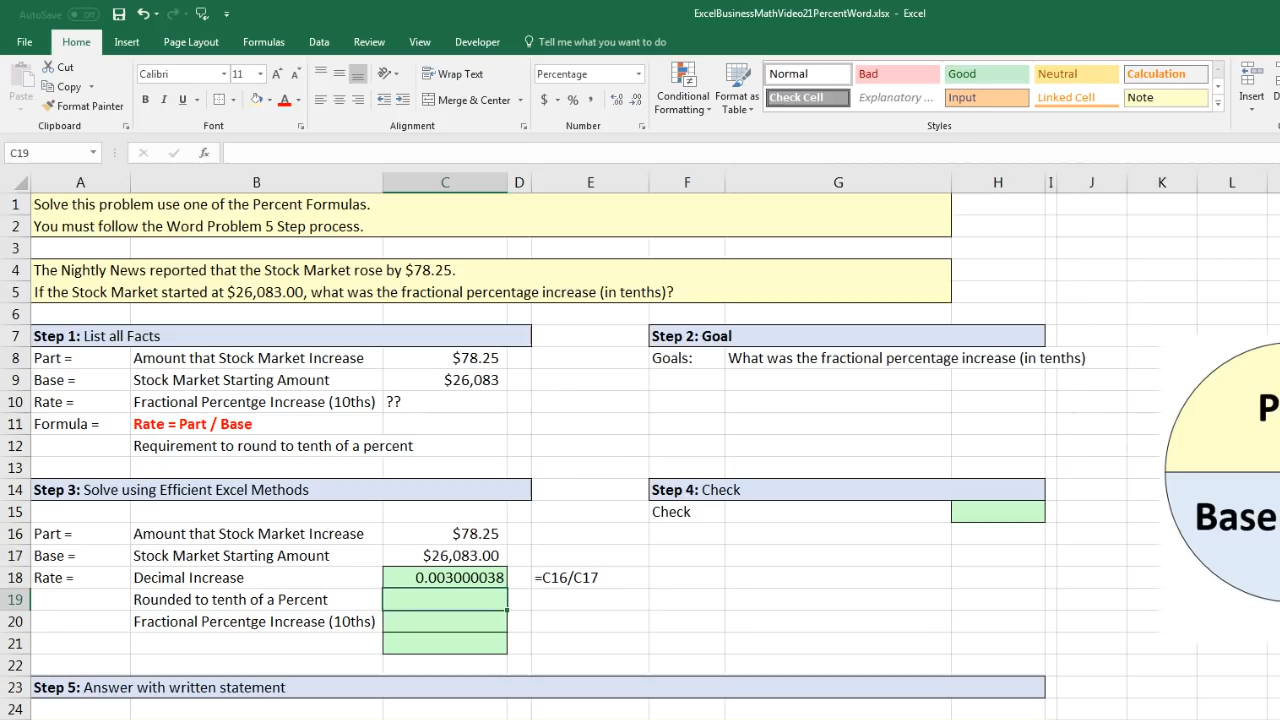 AutoSave Off
ExcelBusinessMathVideo21PercentWord.xlsx - Excel
File Home Insert Page Layout Formulas Data Review View Developer Tell me what you want to do
Paste Cut Copy Format Painter
Clipboard
Calibri 11
B I U A
Font
Wrap Text
Merge & Center
Alignment
Percentage
$ % ,
Number
Conditional Formatting Format as Table
Normal Bad Good Neutral Calculation
Check Cell Explanatory ... Input Linked Cell Note
Styles
Insert
C19 fx
A B C D E F G H I J K L
1 Solve this problem use one of the Percent Formulas.
2 You must follow the Word Problem 5 Step process.
3
4 The Nightly News reported that the Stock Market rose by $78.25.
5 If the Stock Market started at $26,083.00, what was the fractional percentage increase (in tenths)?
6
7 Step 1: List all Facts Step 2: Goal
8 Part = Amount that Stock Market Increase $78.25 Goals: What was the fractional percentage increase (in tenths)
9 Base = Stock Market Starting Amount $26,083
10 Rate = Fractional Percentge Increase (10ths) ??
11 Formula = Rate = Part / Base
12 Requirement to round to tenth of a percent
13
14 Step 3: Solve using Efficient Excel Methods Step 4: Check
15 Check
16 Part = Amount that Stock Market Increase $78.25
17 Base = Stock Market Starting Amount $26,083.00
18 Rate = Decimal Increase 0.003000038 =C16/C17
19 Rounded to tenth of a Percent
20 Fractional Percentge Increase (10ths)
21
22
23 Step 5: Answer with written statement
24
P
Base